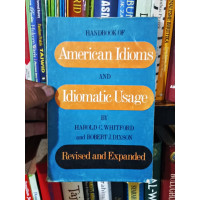 HANDBOOK OF
American Idioms
AND
Idiomatic Usage
BY
HAROLD C. WHITFORD
and ROBERT J. DIXSON
Revised and Expanded